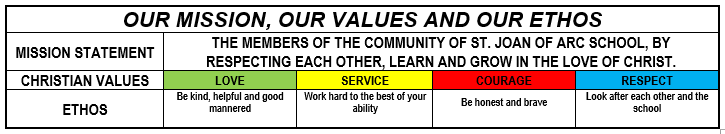 OUR MISSION, OUR VALUES AND OUR ETHOS
MISSION STATEMENT
THE MEMBERS OF THE COMMUNITY OF ST. JOAN OF ARC SCHOOL, BY
RESPECTING EACH OTHER, LEARN AND GROW IN THE LOVE OF CHRIST.
CHRISTIAN VALUES
LOVE
SERVICE
COURAGE
RESPECT
ETHOS
Be kind, helpful and good
mannered
Work hard to the best of your
ability
Be honest and brave
Look after each other and the
school